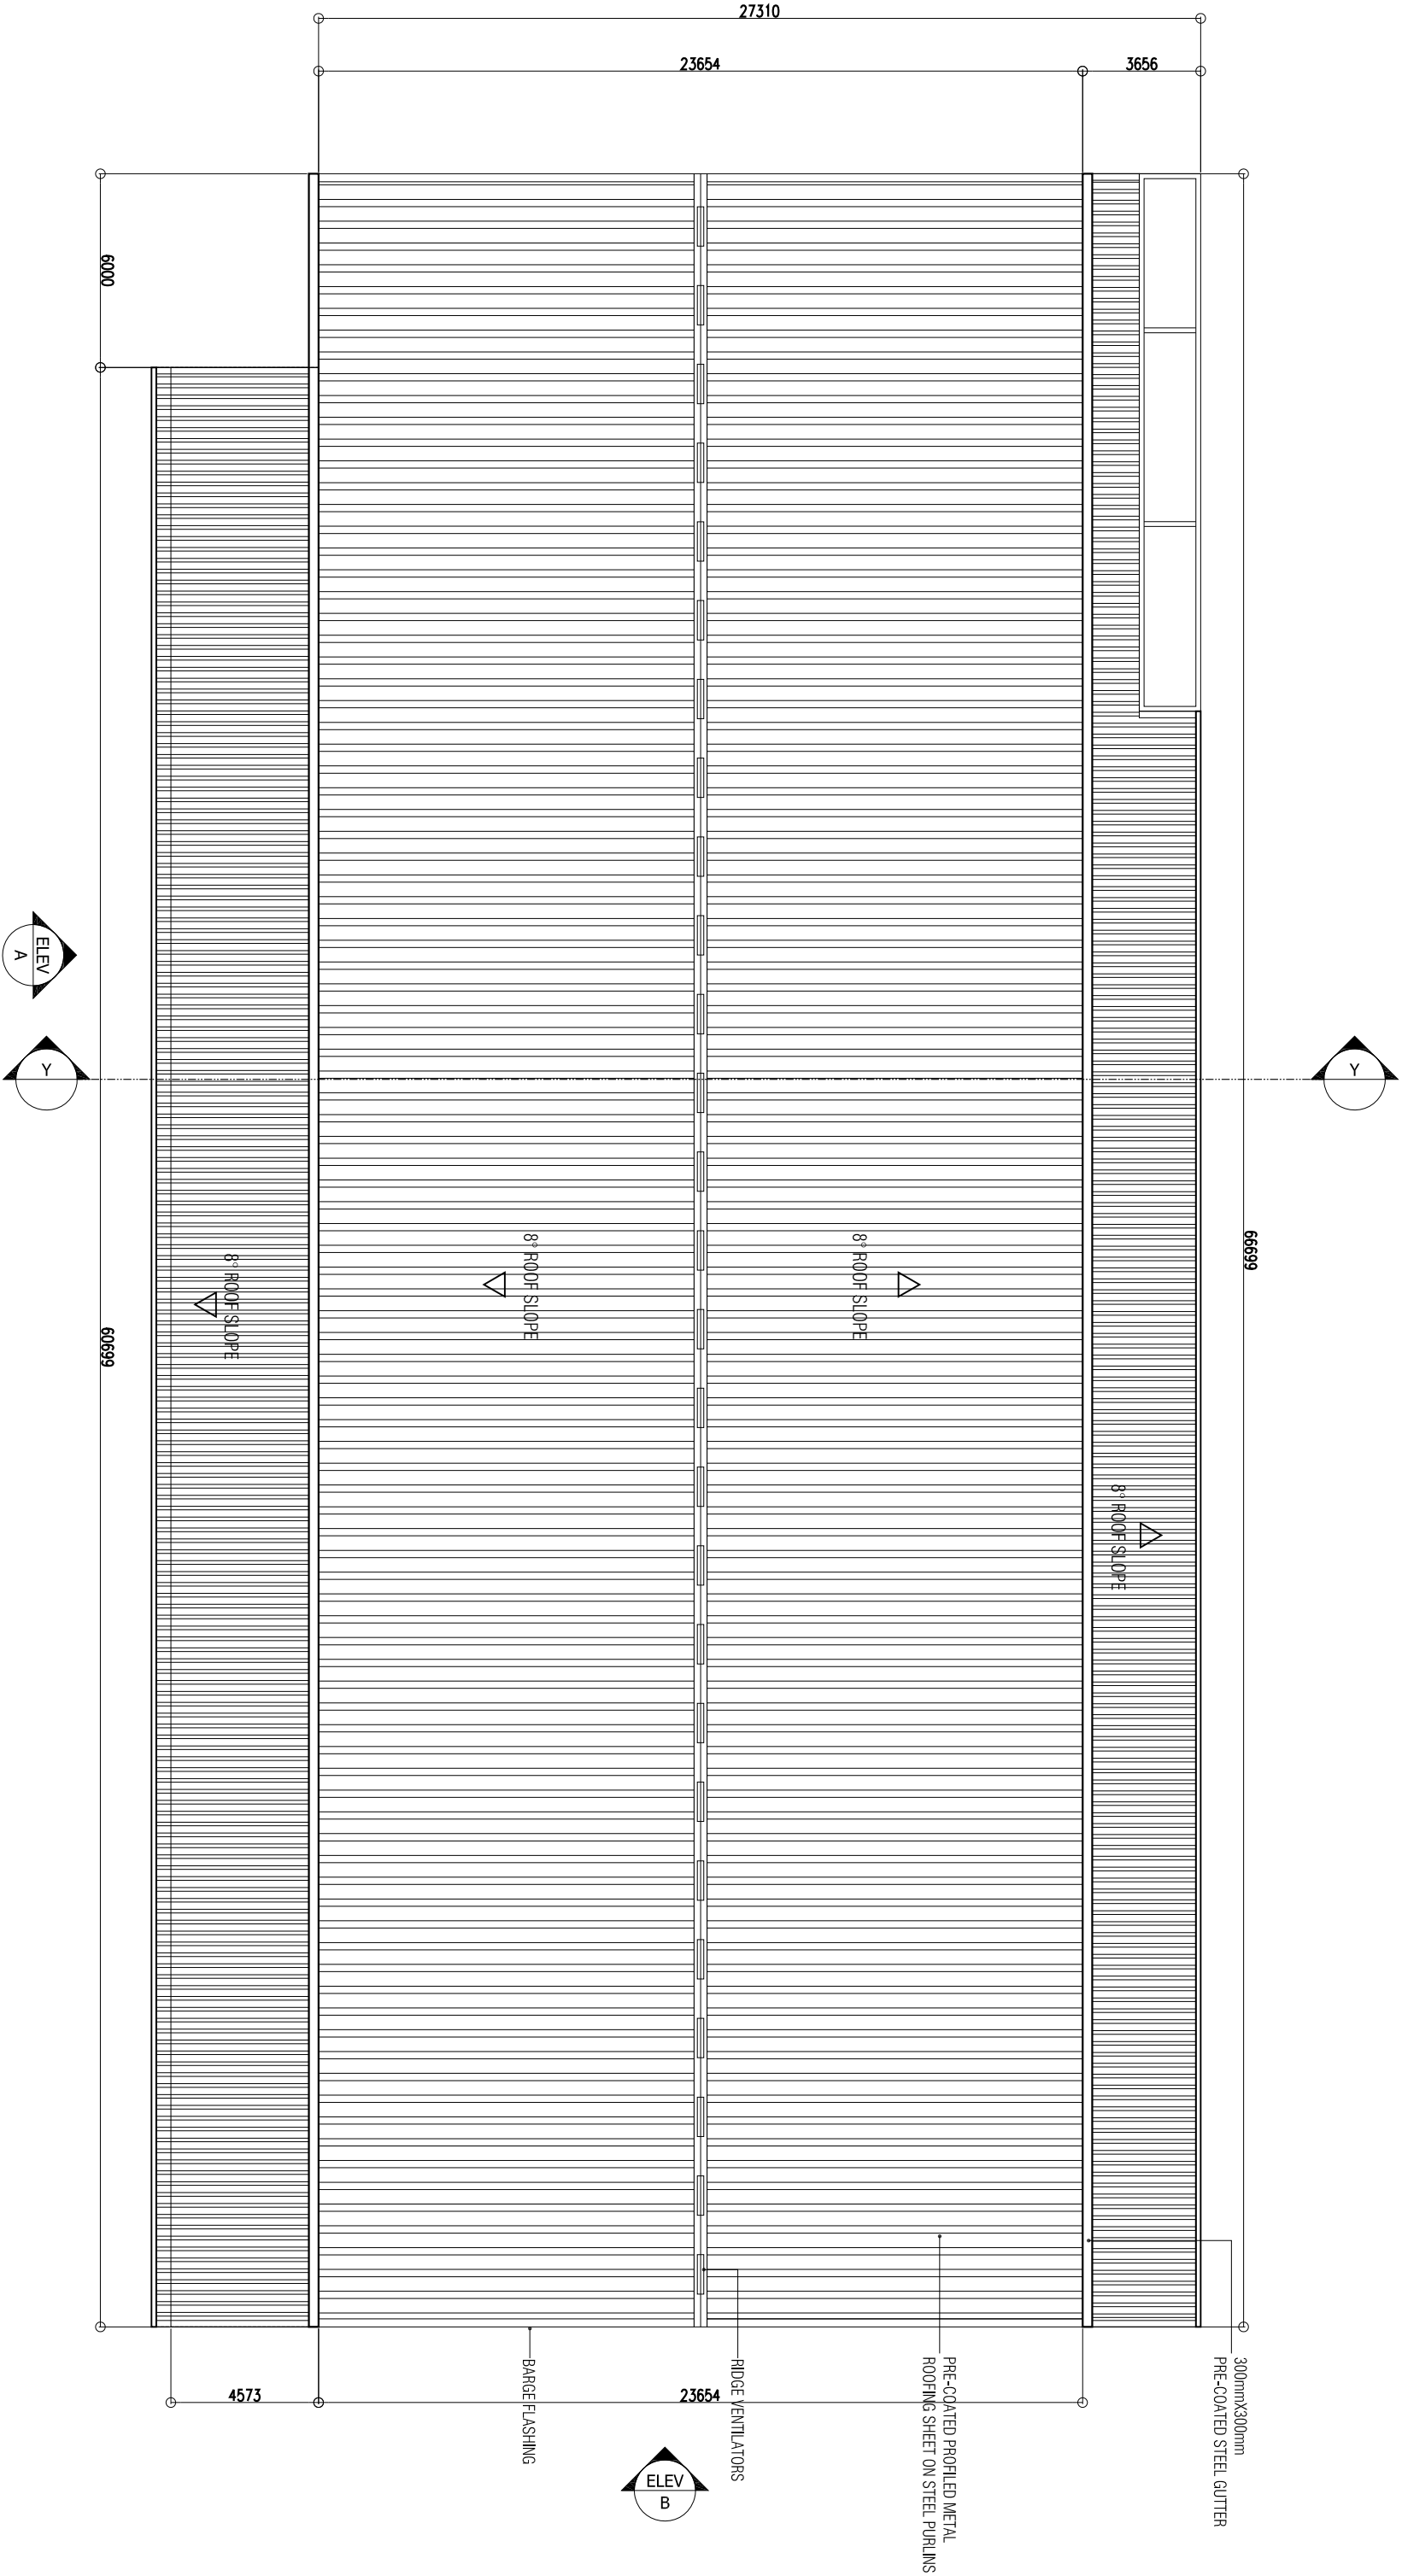 27310
23654
3656
6000
66699
60699
ELEV
A
Y
Y
8° ROOF SLOPE
8° ROOF SLOPE
8° ROOF SLOPE
8° ROOF SLOPE
4573
23654
BARGE FLASHING
RIDGE VENTILATORS
PRE-COATED PROFILED METAL
ROOFING SHEET ON STEEL PURLINS
300mmX300mm
PRE-COATED STEEL GUTTER
ELEV
B